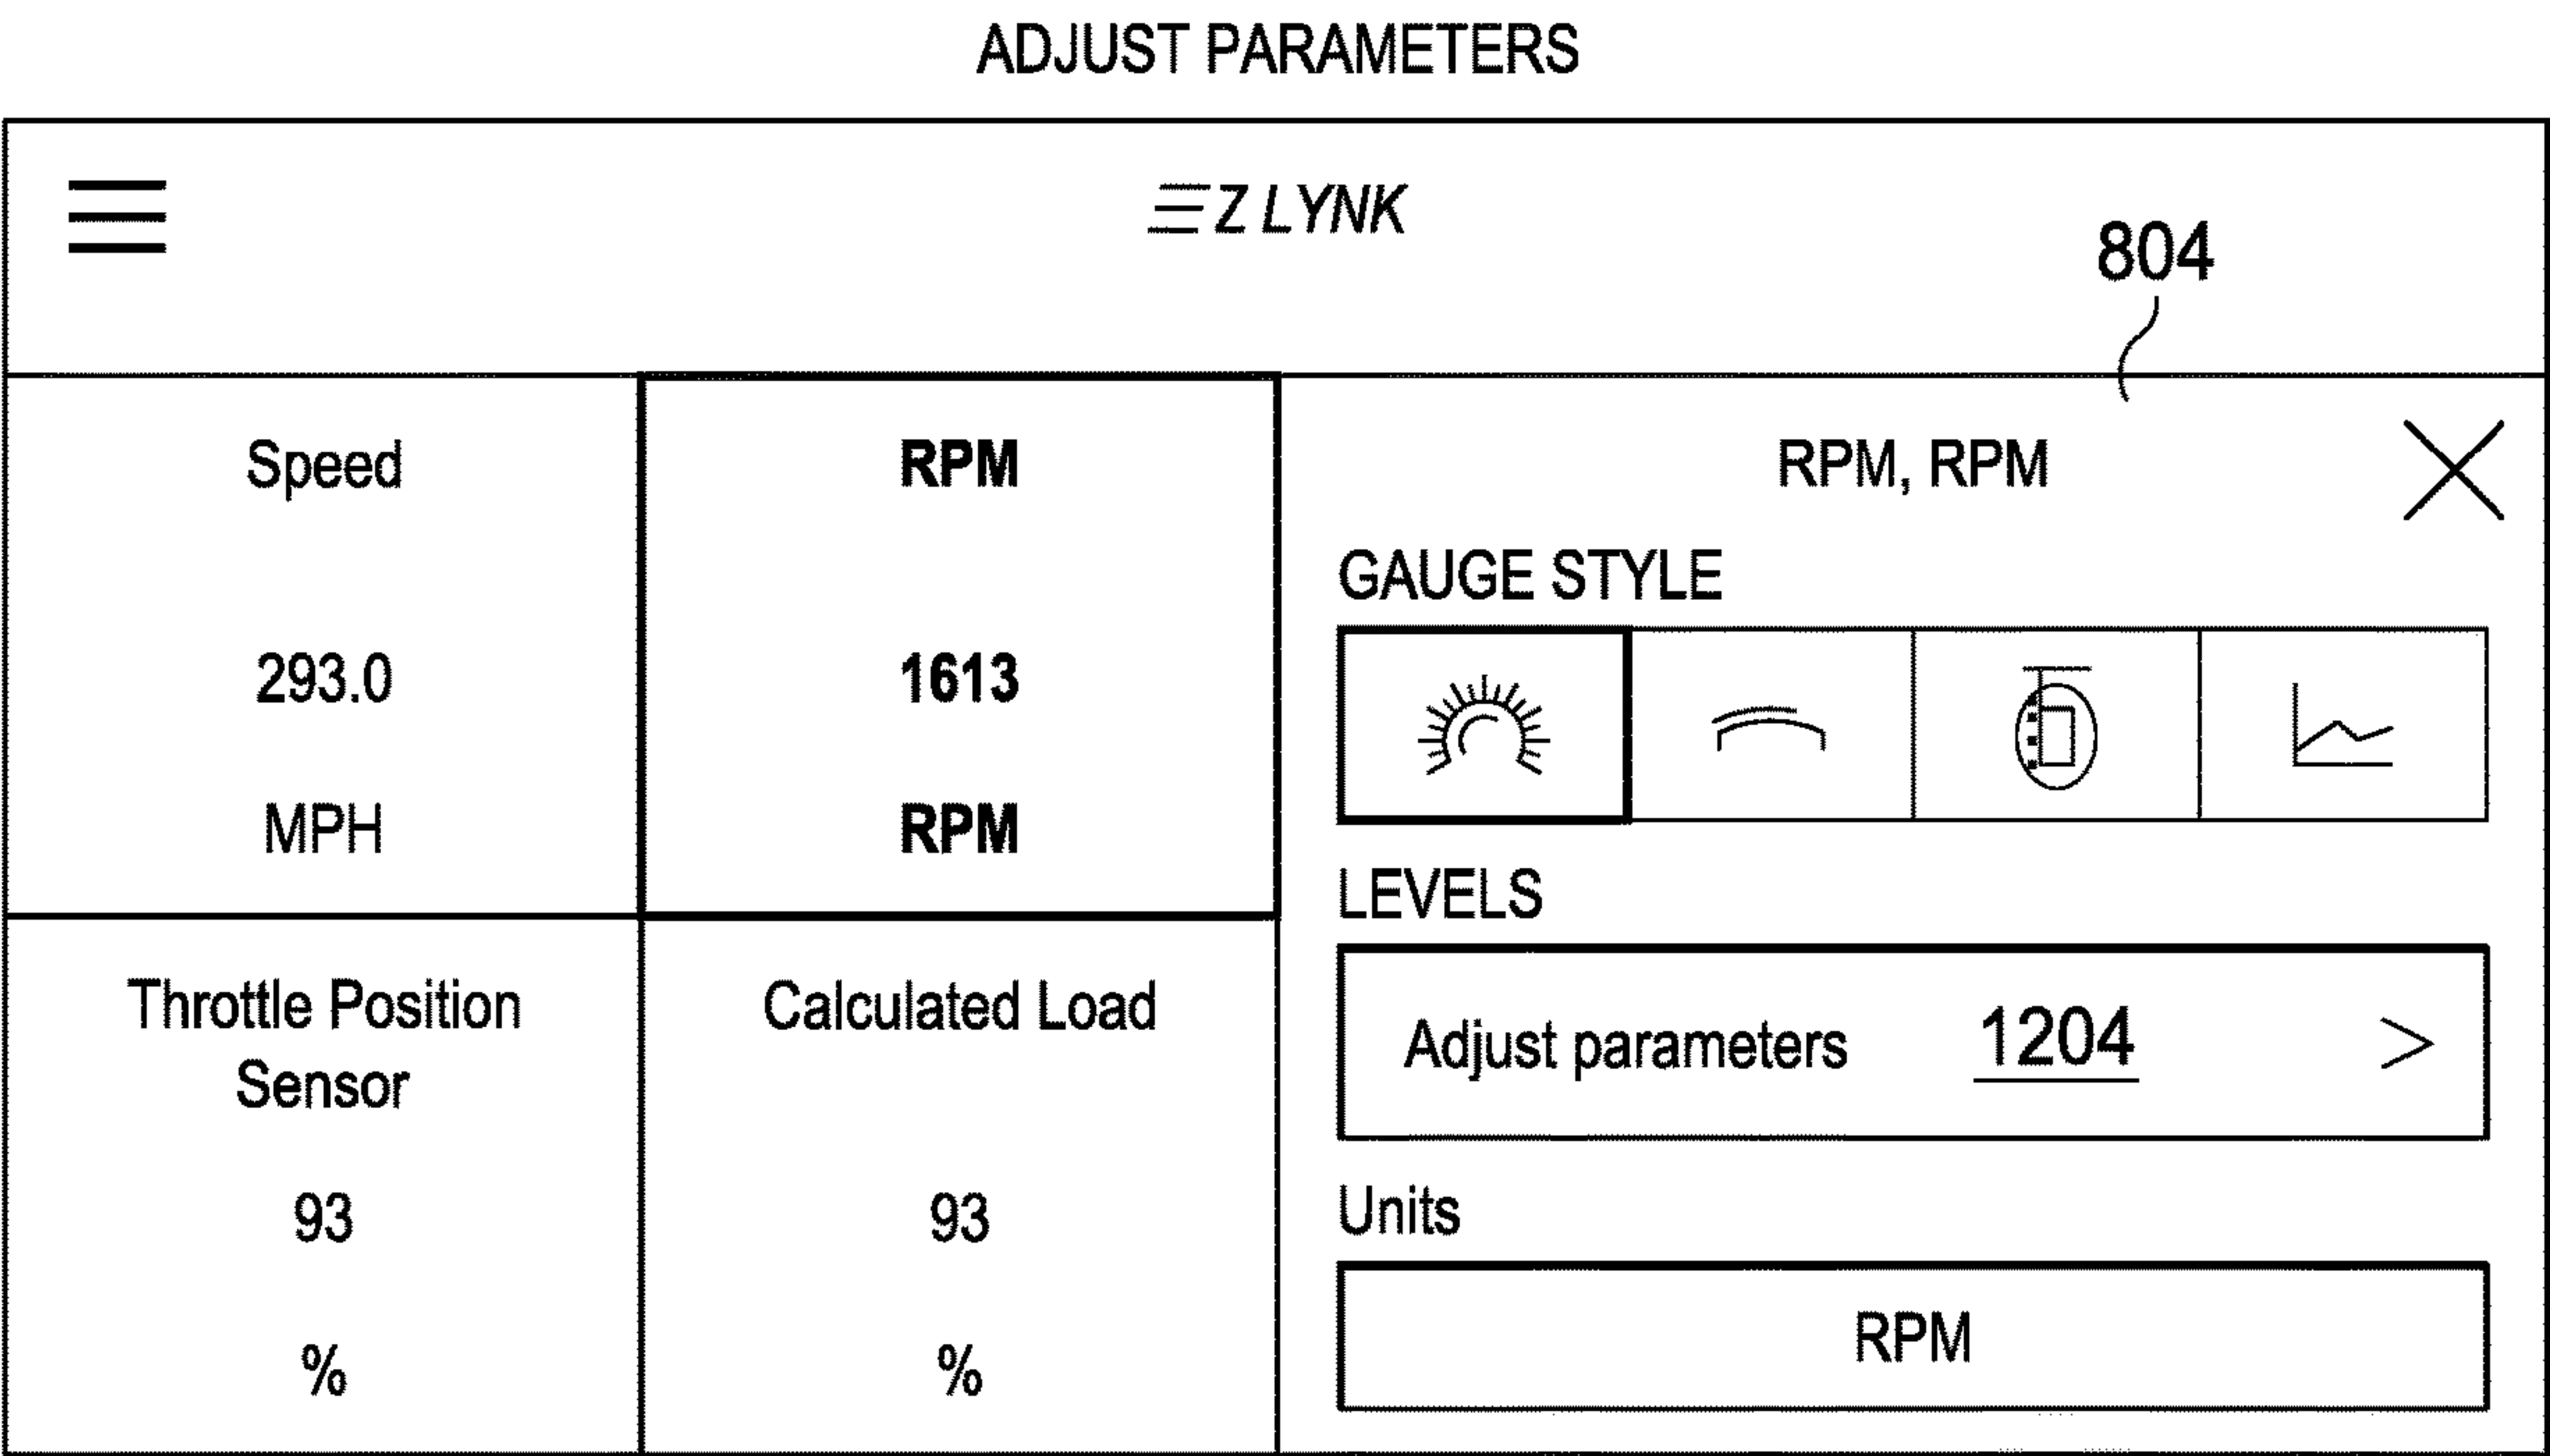 ADJUST PARAMETERS
EZ LYNK
804
Speed
293.0
MPH
RPM
1613
RPM
Throttle Position
Sensor
93
%
Calculated Load
93
%
RPM, RPM
GAUGE STYLE
LEVELS
Adjust parameters 1204 >
Units
RPM